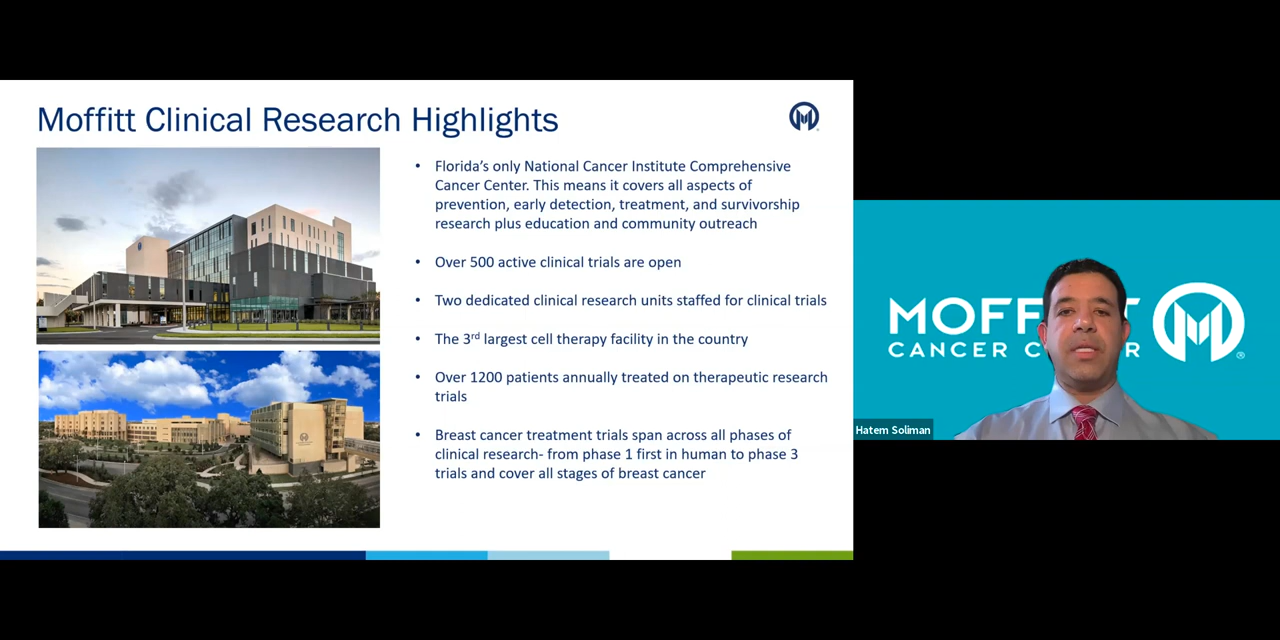 Moffitt Clinical Research Highlights
• Florida's only National Cancer Institute Comprehensive
Cancer Center. This means it covers all aspects of
prevention, early detection, treatment, and survivorship
research plus education and community outreach
• Over 500 active clinical trials are open
• Two dedicated clinical research units staffed for clinical trials
• The 3rd largest cell therapy facility in the country
• Over 1200 patients annually treated on therapeutic research
trials
• Breast cancer treatment trials span across all phases of
clinical research- from phase 1 first in human to phase 3
trials and cover all stages of breast cancer
MOFF T
CANCER C R
®
Hatem Soliman